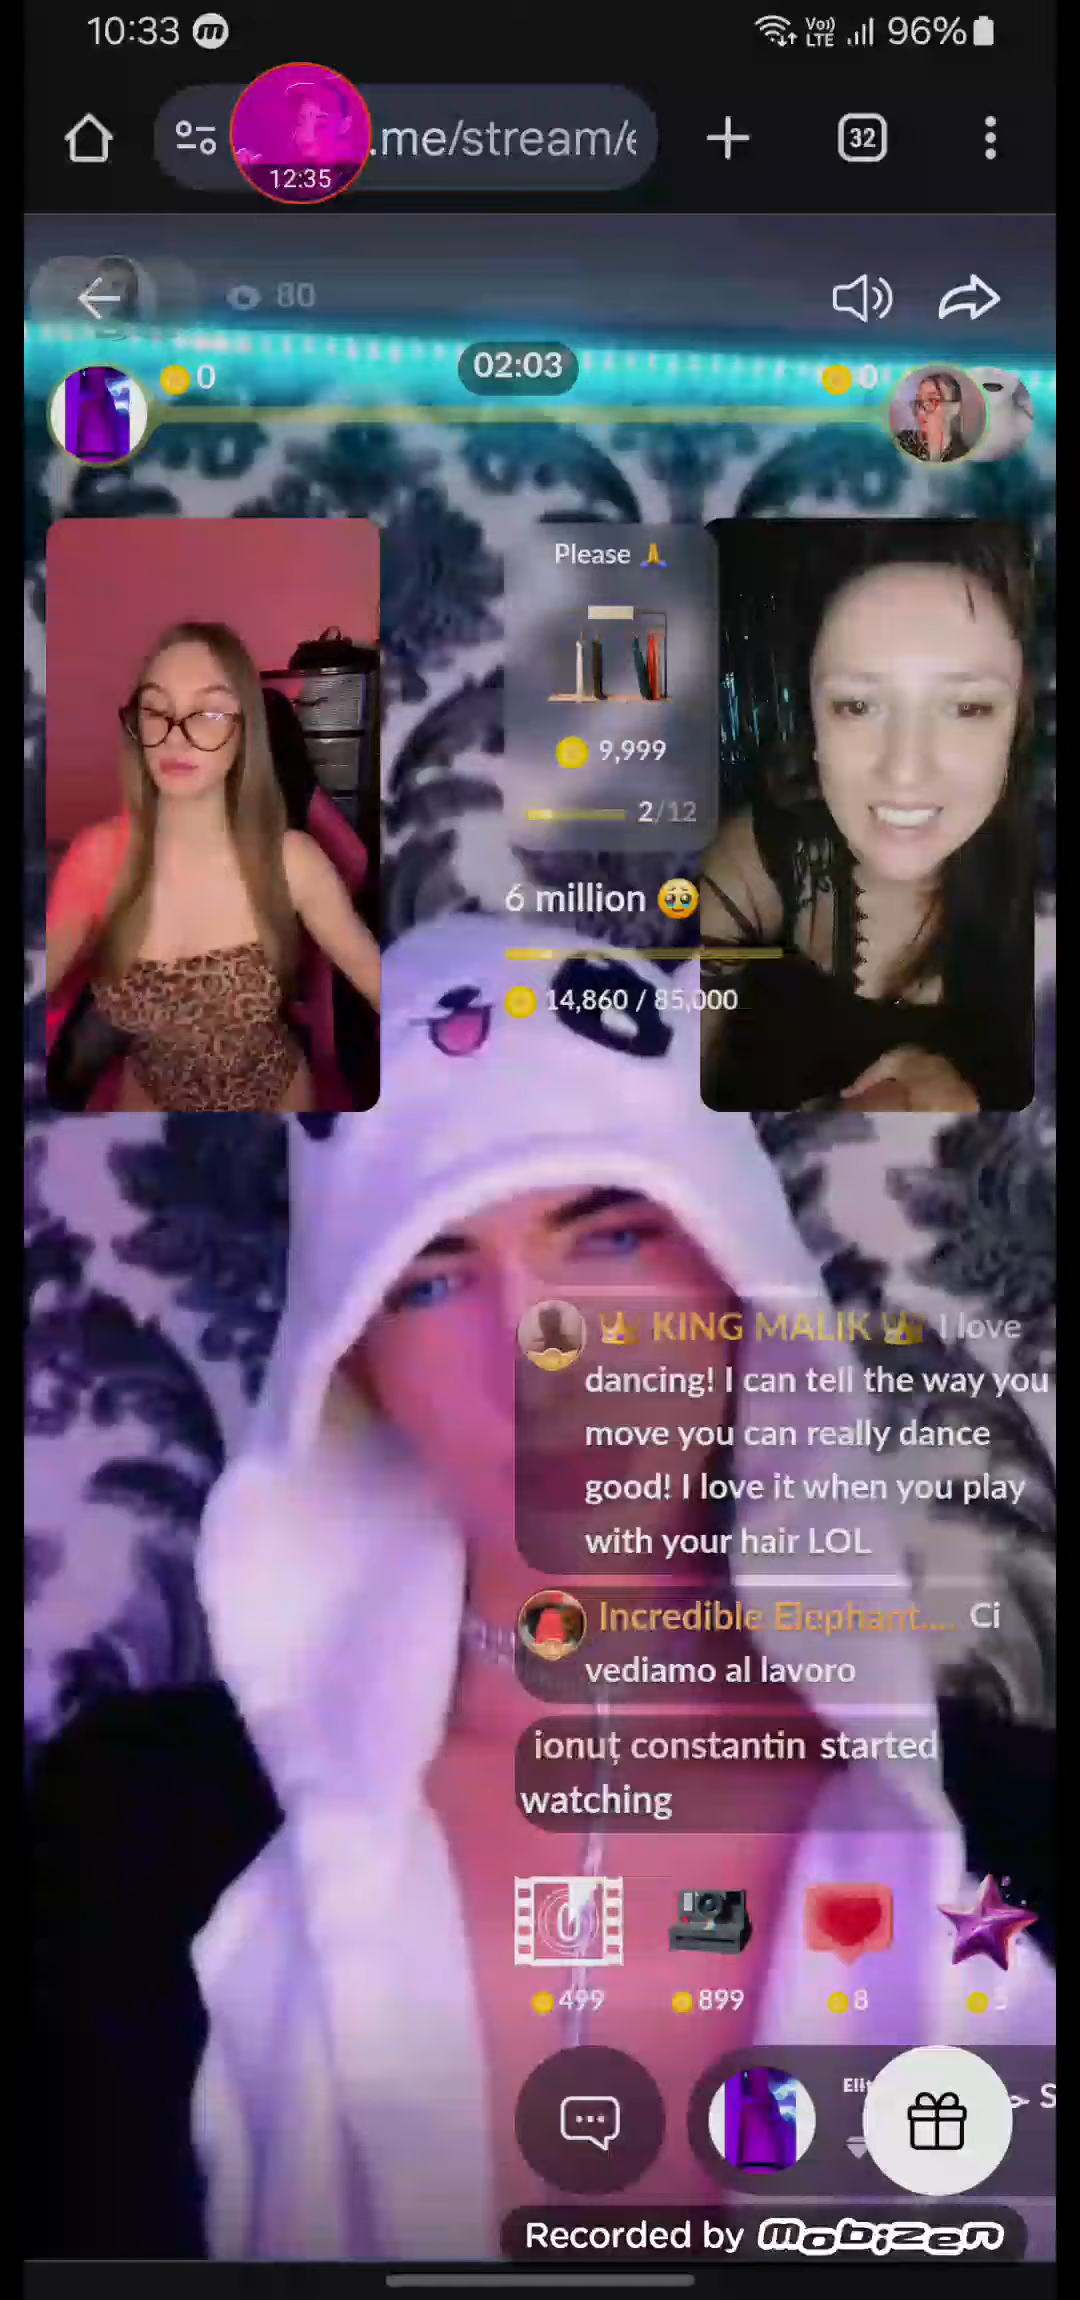 10:33
Vo)) LTE
96%
.me/stream/e
32
12:35
80
0
02:03
0
Please 🙏
9,999
2/12
6 million 🥹
14,860 / 85,000
👑 KING MALIK 👑 I love
dancing! I can tell the way you
move you can really dance
good! I love it when you play
with your hair LOL
Incredible Elephant.... Ci
vediamo al lavoro
ionuț constantin started
watching
499
899
8
Elit
S
Recorded by mobizen